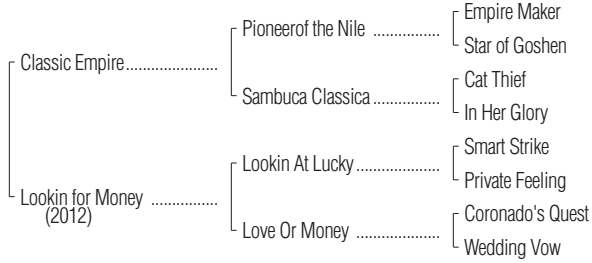 Empire Maker
Pioneerof the Nile ................
Star of Goshen
Classic Empire......................
Cat Thief
Sambuca Classica................
In Her Glory
Smart Strike
Lookin At Lucky....................
Private Feeling
Lookin for Money ................
(2012)
Coronado's Quest
Love Or Money ....................
Wedding Vow